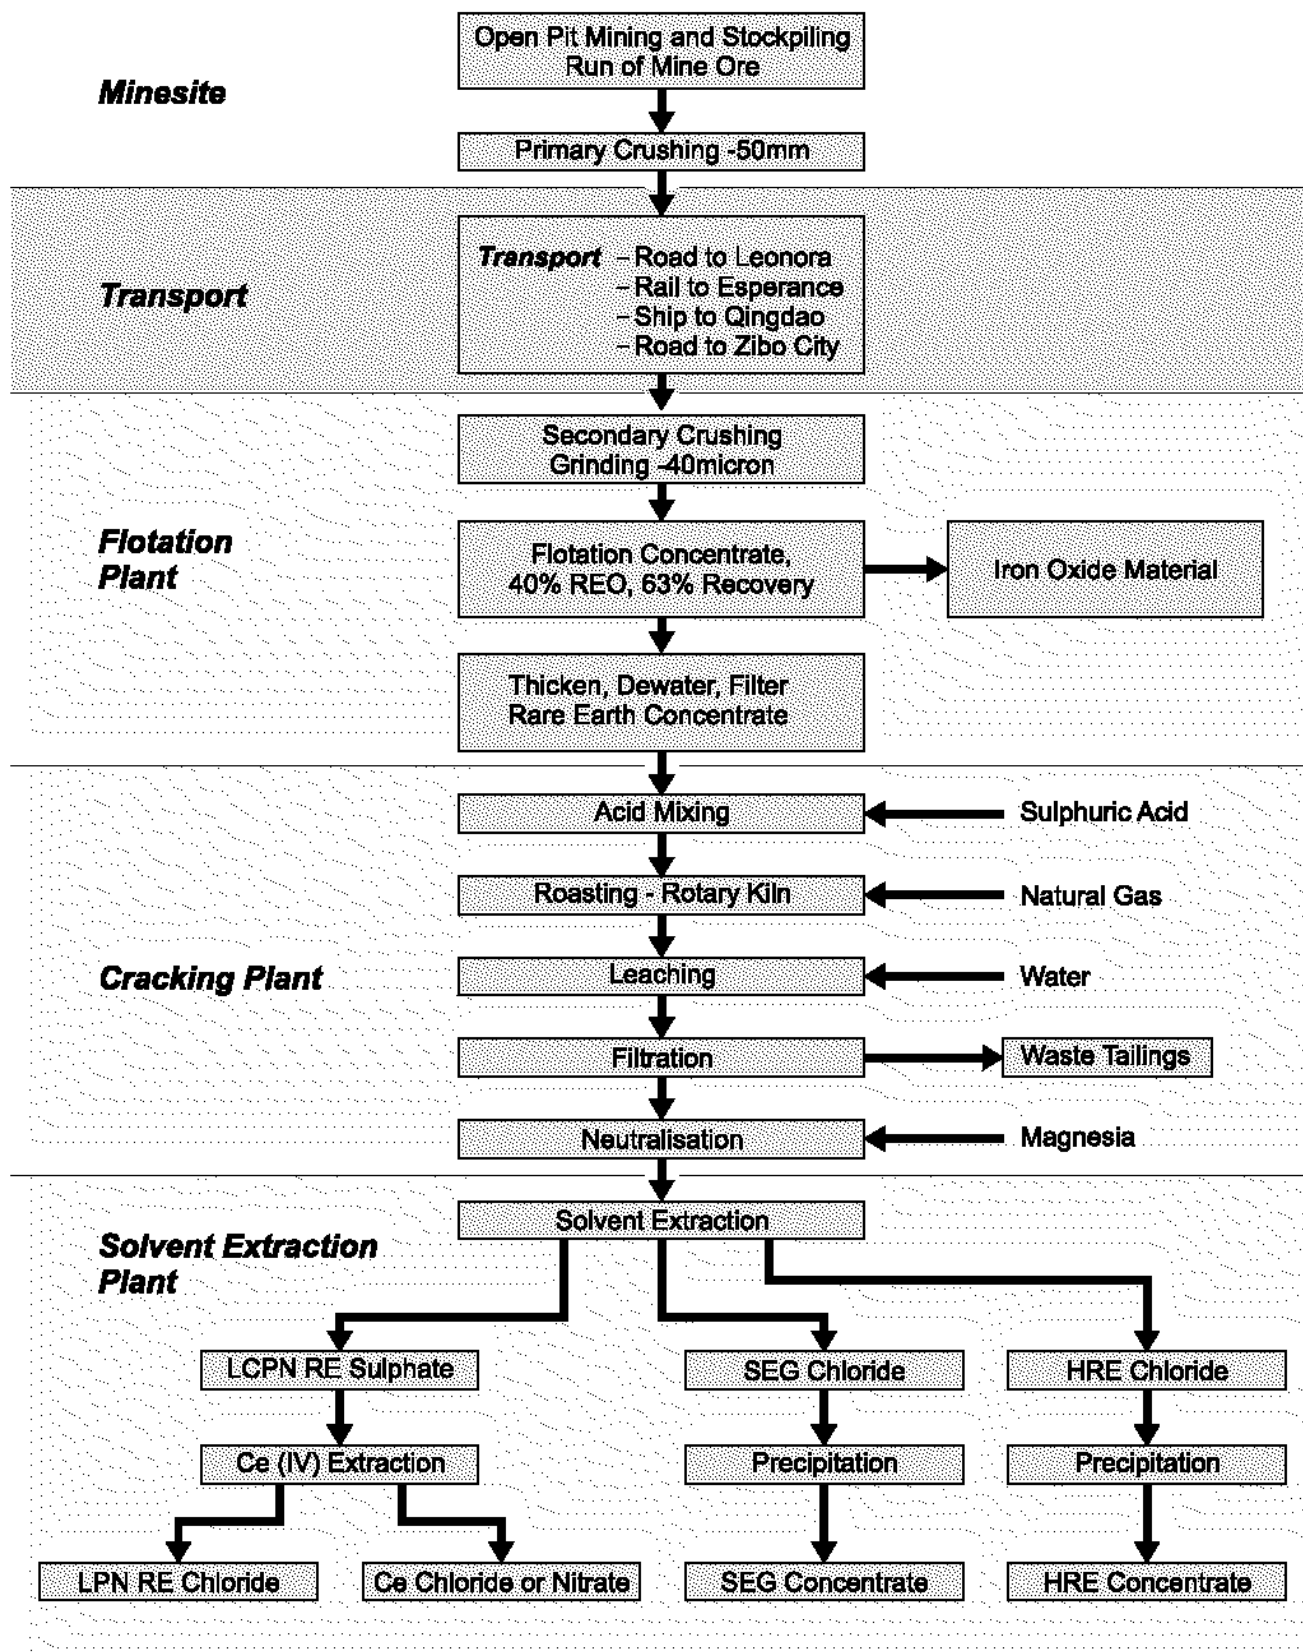 Open Pit Mining and Stockpiling
Run of Mine Ore
Minesite
Primary Crushing -50mm
Transport
Transport – Road to Leonora
– Rail to Esperance
– Ship to Qingdao
– Road to Zibo City
Secondary Crushing
Grinding -40micron
Flotation
Plant
Flotation Concentrate,
40% REO, 63% Recovery
Iron Oxide Material
Thicken, Dewater, Filter
Rare Earth Concentrate
Acid Mixing
Sulphuric Acid
Roasting - Rotary Kiln
Natural Gas
Cracking Plant
Leaching
Water
Filtration
Waste Tailings
Neutralisation
Magnesia
Solvent Extraction
Solvent Extraction
Plant
LCPN RE Sulphate
SEG Chloride
HRE Chloride
Ce (IV) Extraction
Precipitation
Precipitation
LPN RE Chloride
Ce Chloride or Nitrate
SEG Concentrate
HRE Concentrate